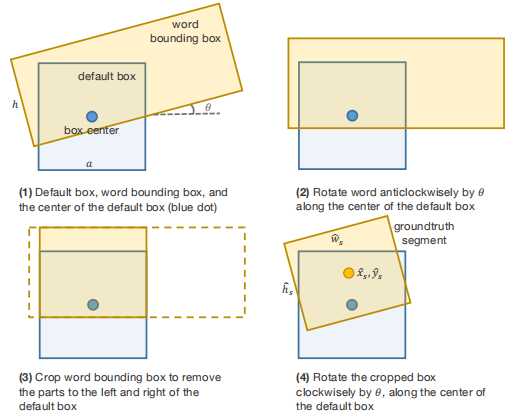 word
bounding box
default box
h
θ
box center
a
(1) Default box, word bounding box, and
the center of the default box (blue dot)
(2) Rotate word anticlockwise by θ
along the center of the default box
(3) Crop word bounding box to remove
the parts to the left and right of the
default box
groundtruth
segment
ŵₛ
x̂ₛ, ŷₛ
ĥₛ
(4) Rotate the cropped box
clockwisely by θ, along the center of
the default box